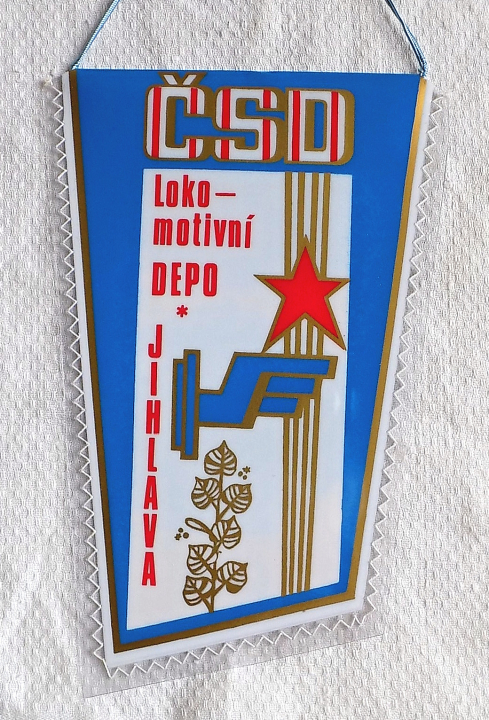 ČSD
Loko-
motivní
DEPO
*
JIHLAVA